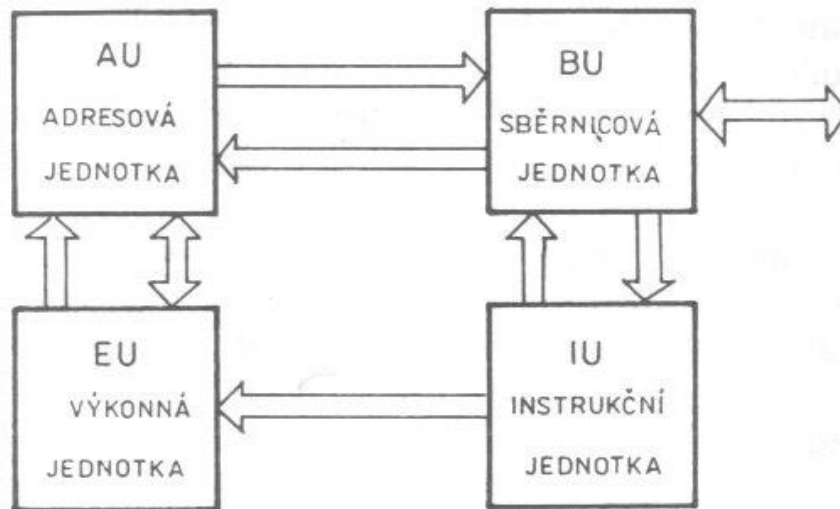 AU
ADRESOVÁ
JEDNOTKA
BU
SBĚRNICOVÁ
JEDNOTKA
EU
VÝKONNÁ
JEDNOTKA
IU
INSTRUKČNÍ
JEDNOTKA